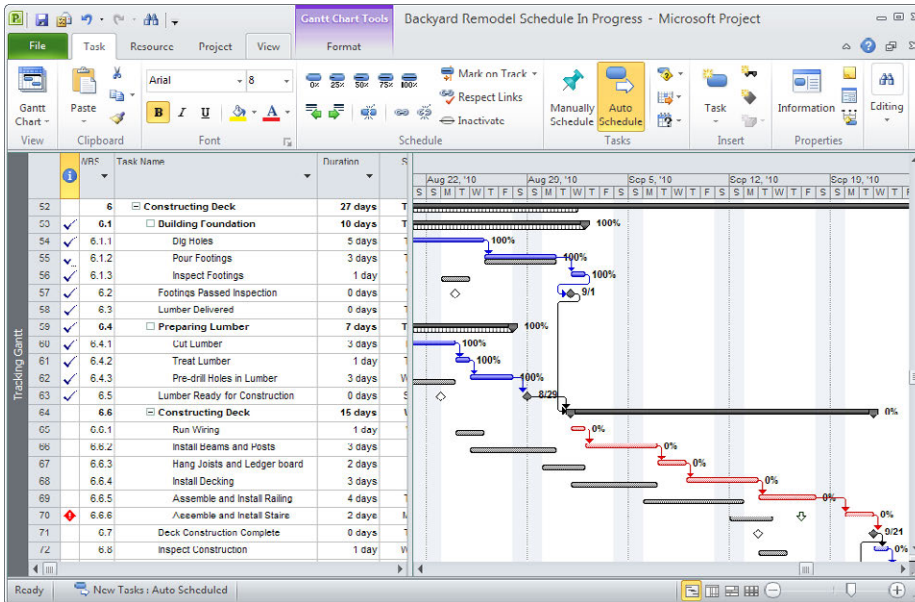 Gantt Chart Tools Backyard Remodel Schedule In Progress - Microsoft Project
File Task Resource Project View Format
Gantt Chart
Paste
Arial 8
B I U A
0% 25% 50% 75% 100%
Mark on Track
Respect Links
Inactivate
Manually Schedule
Auto Schedule
Task
Information
Editing
View Clipboard Font Schedule Tasks Insert Properties
WBS Task Name Duration S
Aug 22, '10 Aug 29, '10 Sep 5, '10 Sep 12, '10 Sep 19, '10
S S M T W T F S S M T W T F S S M T W T F S S M T W T F S S M T W T F
52 6 Constructing Deck 27 days T
53 6.1 Building Foundation 10 days T 100%
54 6.1.1 Dig Holes 5 days T 100%
55 6.1.2 Pour Footings 3 days T 100%
56 6.1.3 Inspect Footings 1 day 100%
57 6.2 Footings Passed Inspection 0 days 9/1
58 6.3 Lumber Delivered 0 days T
59 6.4 Preparing Lumber 7 days T 100%
60 6.4.1 Cut Lumber 3 days 100%
61 6.4.2 Treat Lumber 1 day T 100%
62 6.4.3 Pre-drill Holes in Lumber 3 days W 100%
63 6.5 Lumber Ready for Construction 0 days S 8/29
64 6.6 Constructing Deck 15 days 0%
65 6.6.1 Run Wiring 1 day 0%
66 6.6.2 Install Beams and Posts 3 days 0%
67 6.6.3 Hang Joists and Ledger board 2 days 0%
68 6.6.4 Install Decking 3 days 0%
69 6.6.5 Assemble and Install Railing 4 days T 0%
70 6.6.6 Assemble and Install Stairs 2 days M 0%
71 6.7 Deck Construction Complete 0 days T 9/21
72 6.8 Inspect Construction 1 day W 0%
Tracking Gantt
Ready New Tasks : Auto Scheduled